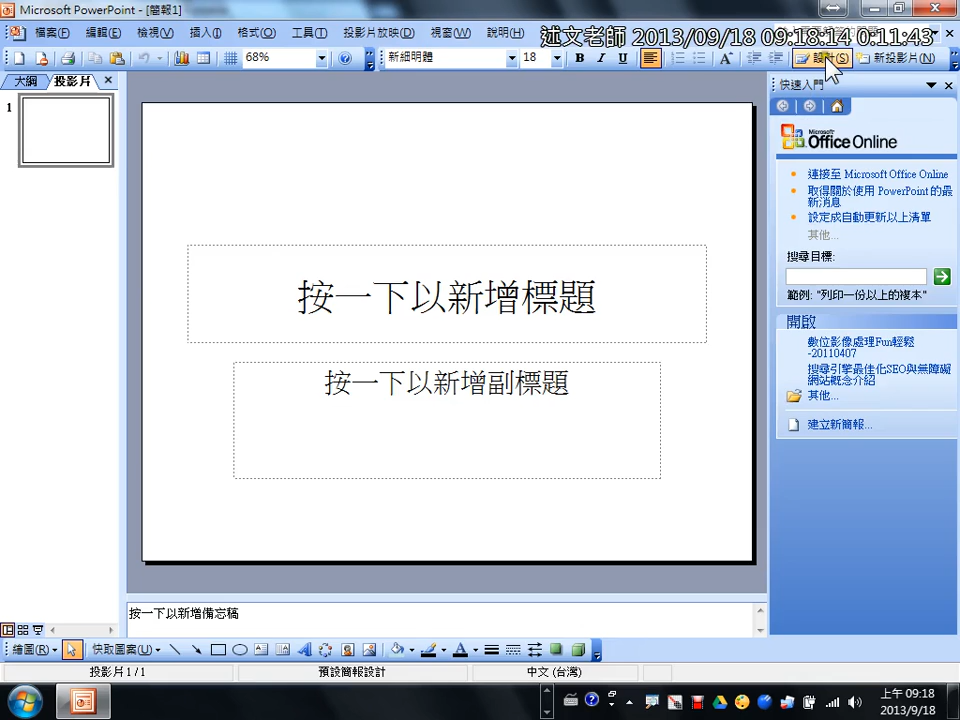 Microsoft PowerPoint - [簡報1]
檔案(F) 編輯(E) 檢視(V) 插入(I) 格式(O) 工具(T) 投影片放映(D) 視窗(W) 說明(H)
述文老師 2013/09/18 09:18:14 0:11:43
68% 新細明體 18 B I U A 設計(S) 新投影片(N)
大綱 投影片
快速入門
1
Microsoft Office Online
連接至 Microsoft Office Online
取得關於使用 PowerPoint 的最
新消息
設定成自動更新以上清單
其他...
搜尋目標:
範例: "列印一份以上的複本"
開啟
數位影像處理Fun輕鬆
-20110407
搜尋引擎最佳化SEO與無障礙
網站概念介紹
其他...
建立新簡報...
按一下以新增標題
按一下以新增副標題
按一下以新增備忘稿
繪圖(R) 快取圖案(U) A
投影片 1 / 1 預設簡報設計 中文 (台灣)
上午 09:18
2013/9/18